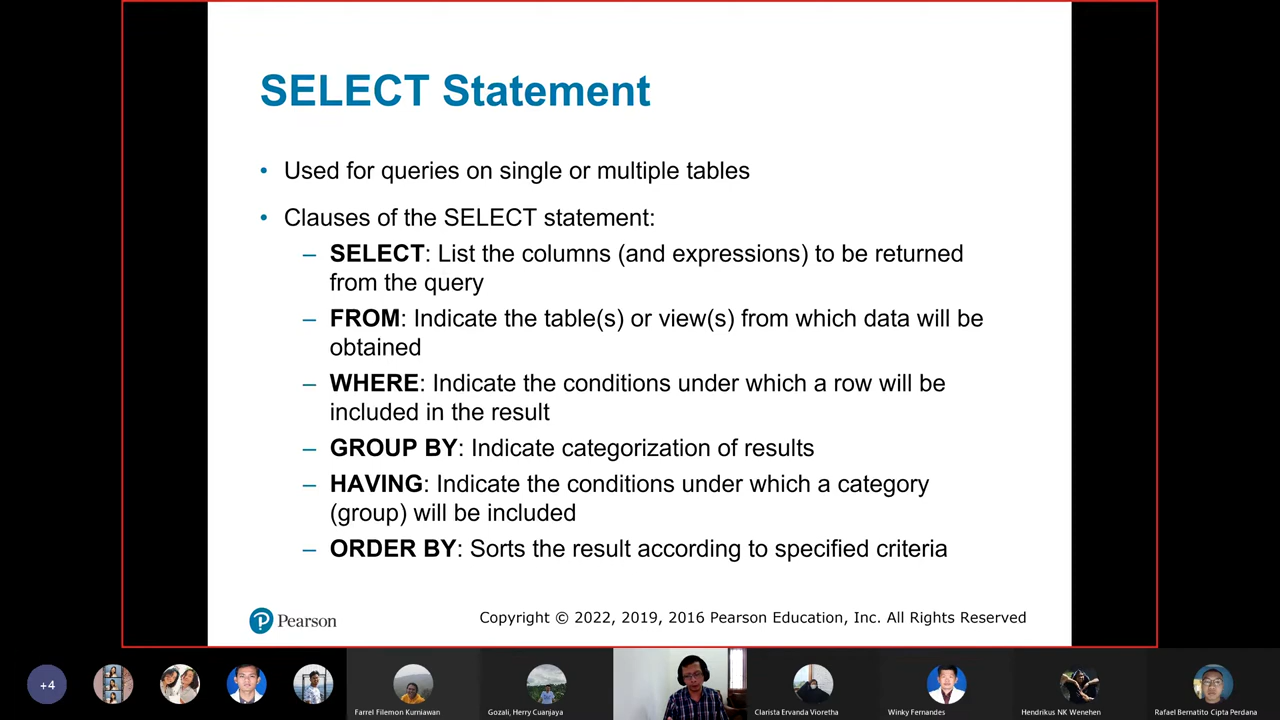 SELECT Statement
• Used for queries on single or multiple tables
• Clauses of the SELECT statement:
– SELECT: List the columns (and expressions) to be returned
from the query
– FROM: Indicate the table(s) or view(s) from which data will be
obtained
– WHERE: Indicate the conditions under which a row will be
included in the result
– GROUP BY: Indicate categorization of results
– HAVING: Indicate the conditions under which a category
(group) will be included
– ORDER BY: Sorts the result according to specified criteria
P Pearson
Copyright © 2022, 2019, 2016 Pearson Education, Inc. All Rights Reserved
+4
Farrel Filemon Kurniawan
Gozali, Herry Cuanjaya
Clarista Ervanda Vioretha
Winky Fernandes
Hendrikus NK Wenehen
Rafael Bernatito Cipta Perdana